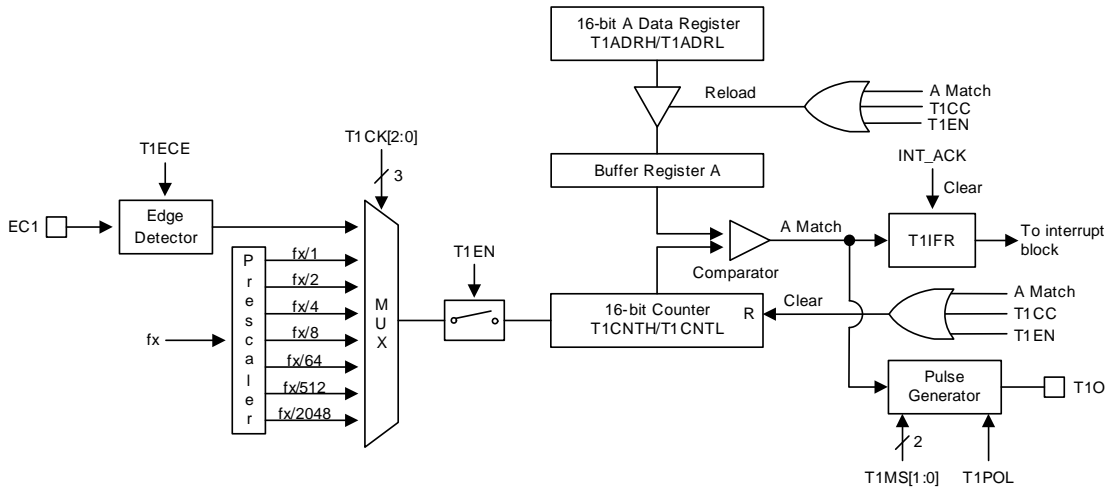 16-bit A Data Register
T1ADRH/T1ADRL
Reload
A Match
T1CC
T1EN
T1CK[2:0]
3
T1ECE
Buffer Register A
INT_ACK
Clear
EC1
Edge
Detector
A Match
T1IFR
To interrupt
block
Comparator
Prescaler
fx/1
fx/2
fx/4
fx/8
fx/64
fx/512
fx/2048
fx
MUX
T1EN
16-bit Counter
T1CNTH/T1CNTL
R
Clear
A Match
T1CC
T1EN
Pulse
Generator
T1O
2
T1MS[1:0]
T1POL